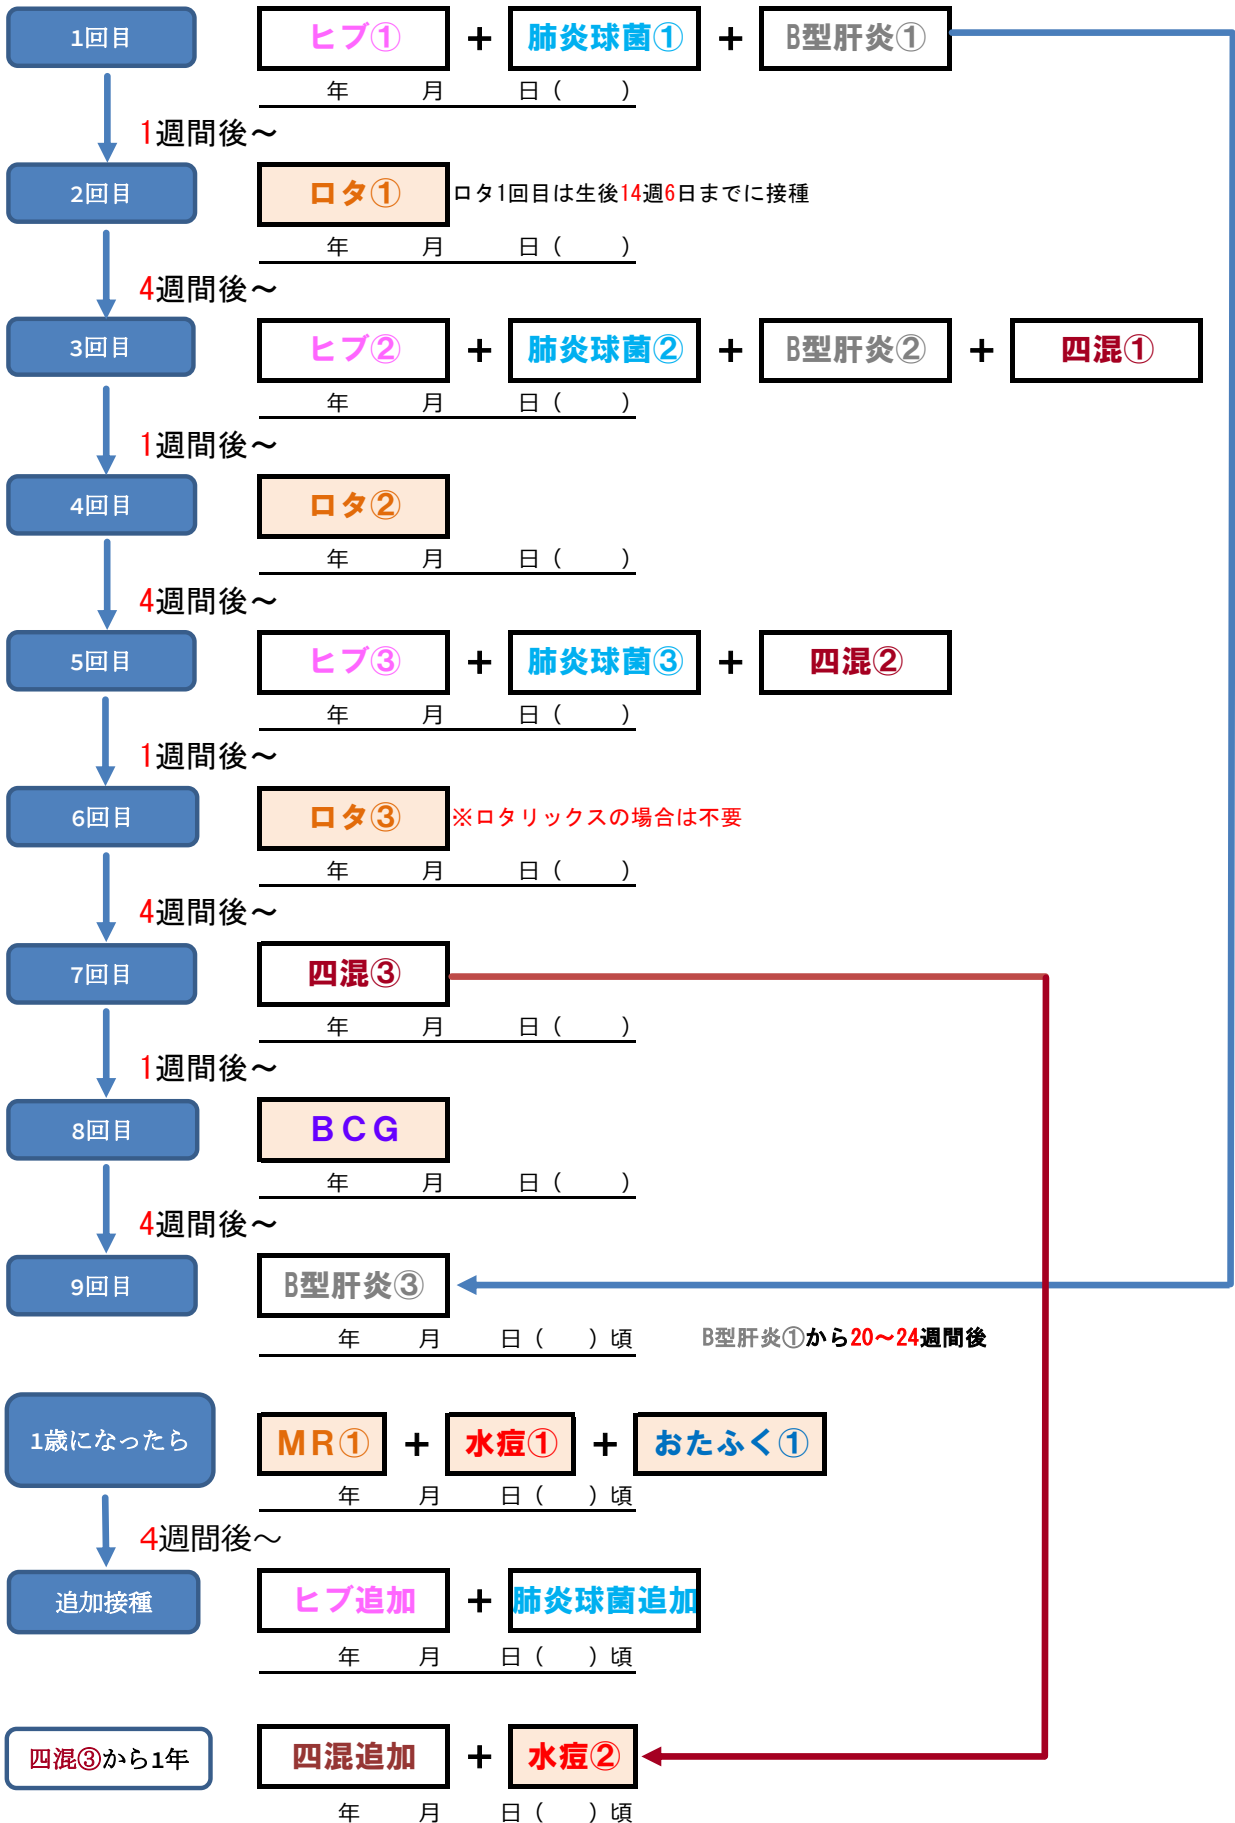 1回目 ヒブ① + 肺炎球菌① + B型肝炎①
年 月 日（ ）
1週間後～
2回目 ロタ① ロタ1回目は生後14週6日までに接種
年 月 日（ ）
4週間後～
3回目 ヒブ② + 肺炎球菌② + B型肝炎② + 四混①
年 月 日（ ）
1週間後～
4回目 ロタ②
年 月 日（ ）
4週間後～
5回目 ヒブ③ + 肺炎球菌③ + 四混②
年 月 日（ ）
1週間後～
6回目 ロタ③ ※ロタリックスの場合は不要
年 月 日（ ）
4週間後～
7回目 四混③
年 月 日（ ）
1週間後～
8回目 ＢＣＧ
年 月 日（ ）
4週間後～
9回目 B型肝炎③
年 月 日（ ）頃 B型肝炎①から20～24週間後
1歳になったら ＭＲ① + 水痘① + おたふく①
年 月 日（ ）頃
4週間後～
追加接種 ヒブ追加 + 肺炎球菌追加
年 月 日（ ）頃
四混③から1年 四混追加 + 水痘②
年 月 日（ ）頃